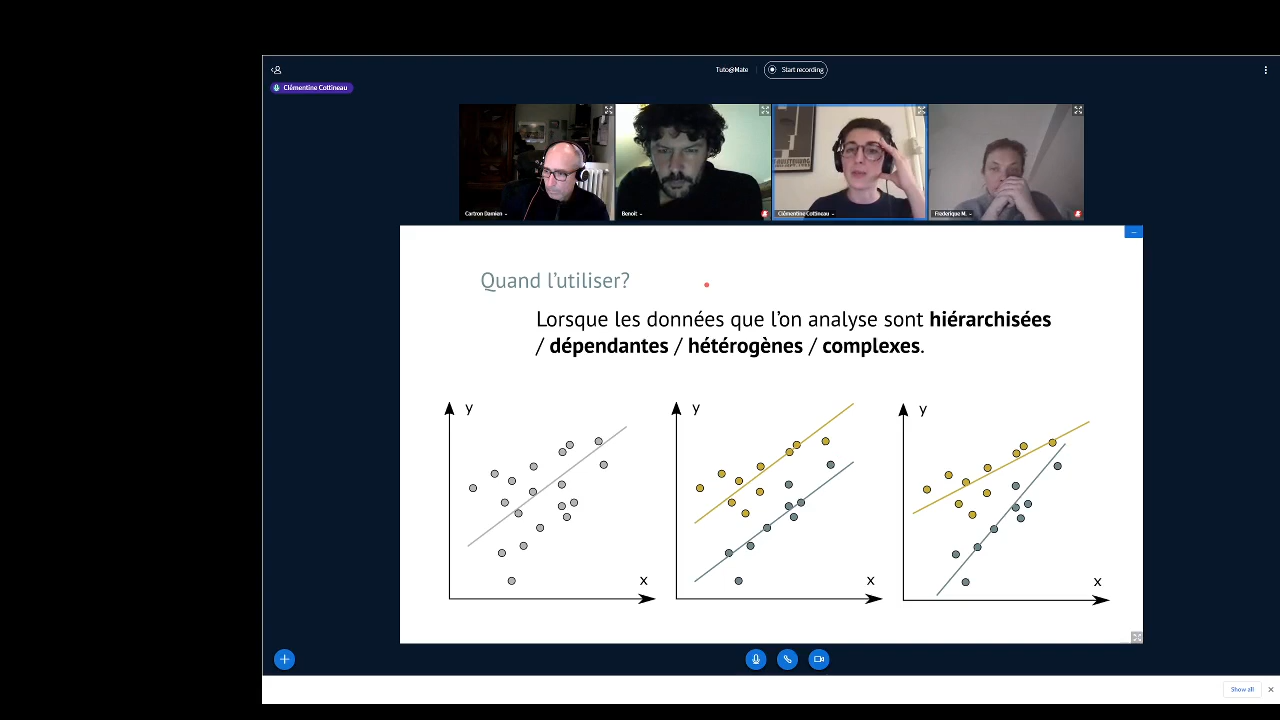 Tuto@Mate
Start recording
Clémentine Cottineau
Cartron Damien
Benoit
Clémentine Cottineau
Frederique M.
Quand l'utiliser?
Lorsque les données que l'on analyse sont hiérarchisées
/ dépendantes / hétérogènes / complexes.
y
y
y
x
x
x
Show all